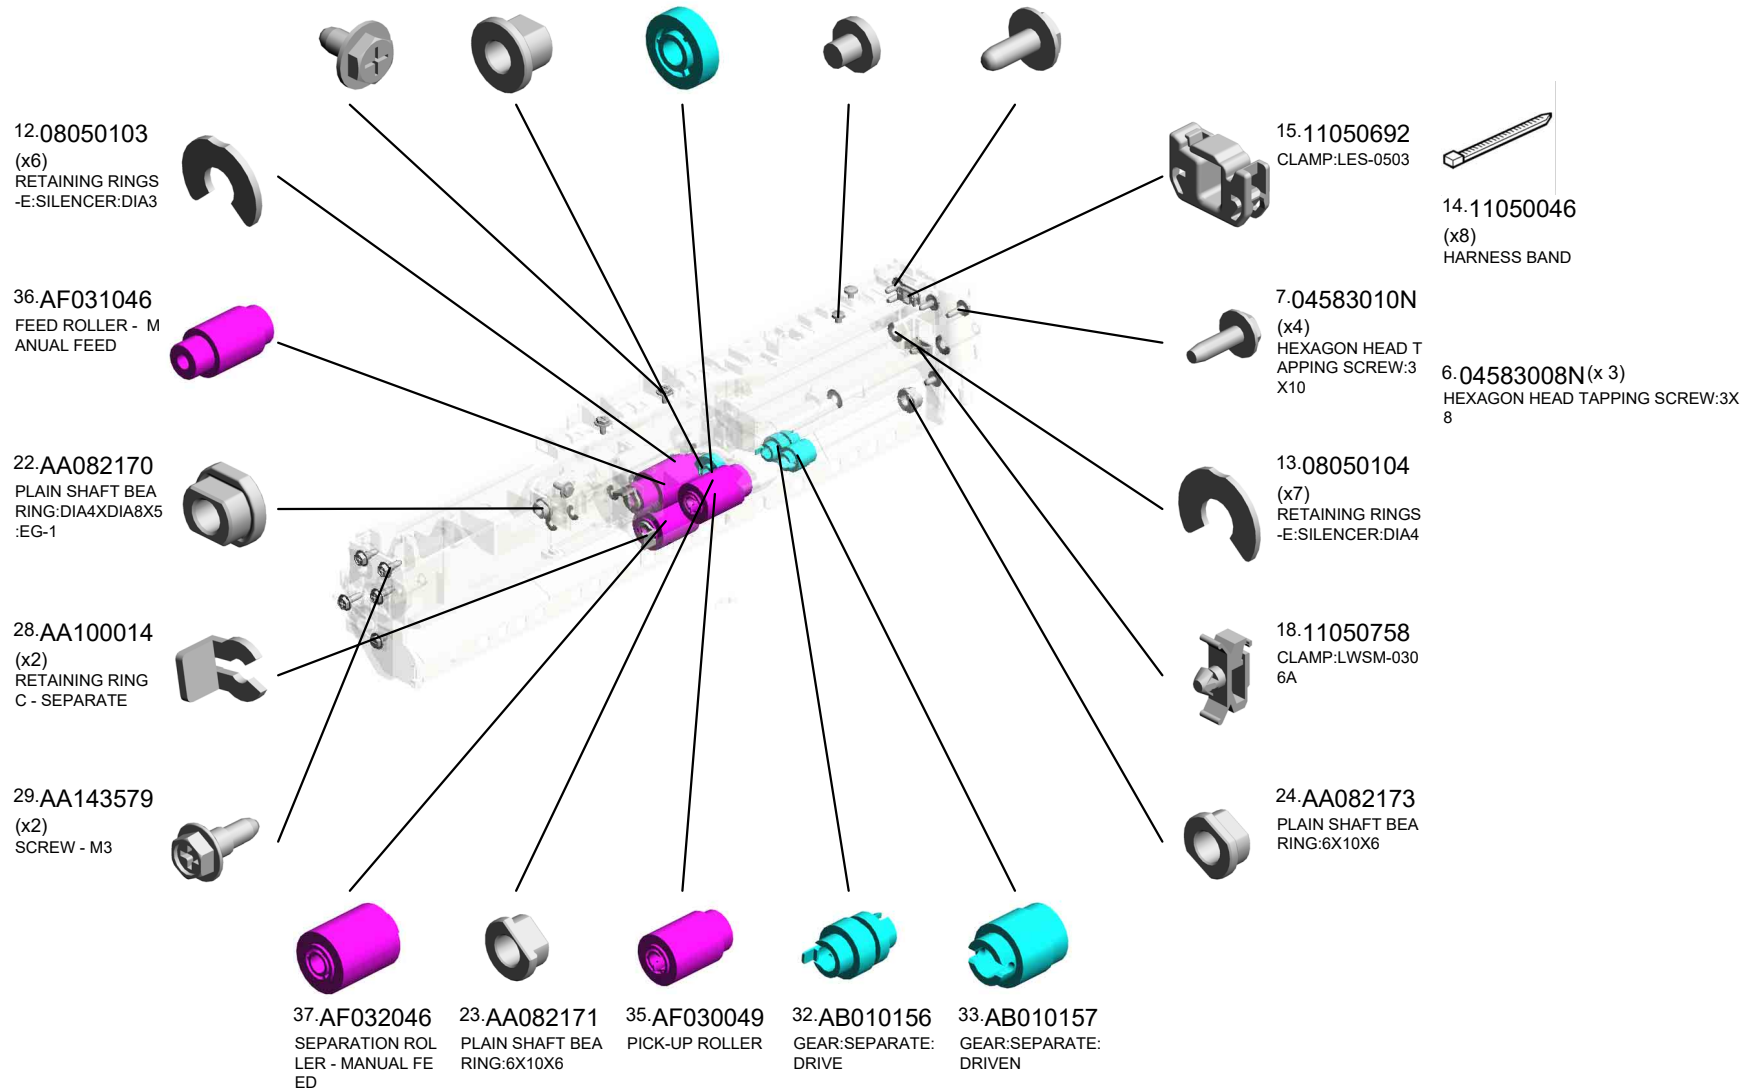 12.08050103
(x6)
RETAINING RINGS
-E:SILENCER:DIA3
36.AF031046
FEED ROLLER - M
ANUAL FEED
22.AA082170
PLAIN SHAFT BEA
RING:DIA4XDIA8X5
:EG-1
28.AA100014
(x2)
RETAINING RING
C - SEPARATE
29.AA143579
(x2)
SCREW - M3
15.11050692
CLAMP:LES-0503
14.11050046
(x8)
HARNESS BAND
7.04583010N
(x4)
HEXAGON HEAD T
APPING SCREW:3
X10
6.04583008N(x 3)
HEXAGON HEAD TAPPING SCREW:3X
8
13.08050104
(x7)
RETAINING RINGS
-E:SILENCER:DIA4
18.11050758
CLAMP:LWSM-030
6A
24.AA082173
PLAIN SHAFT BEA
RING:6X10X6
37.AF032046
SEPARATION ROL
LER - MANUAL FE
ED
23.AA082171
PLAIN SHAFT BEA
RING:6X10X6
35.AF030049
PICK-UP ROLLER
32.AB010156
GEAR:SEPARATE:
DRIVE
33.AB010157
GEAR:SEPARATE:
DRIVEN